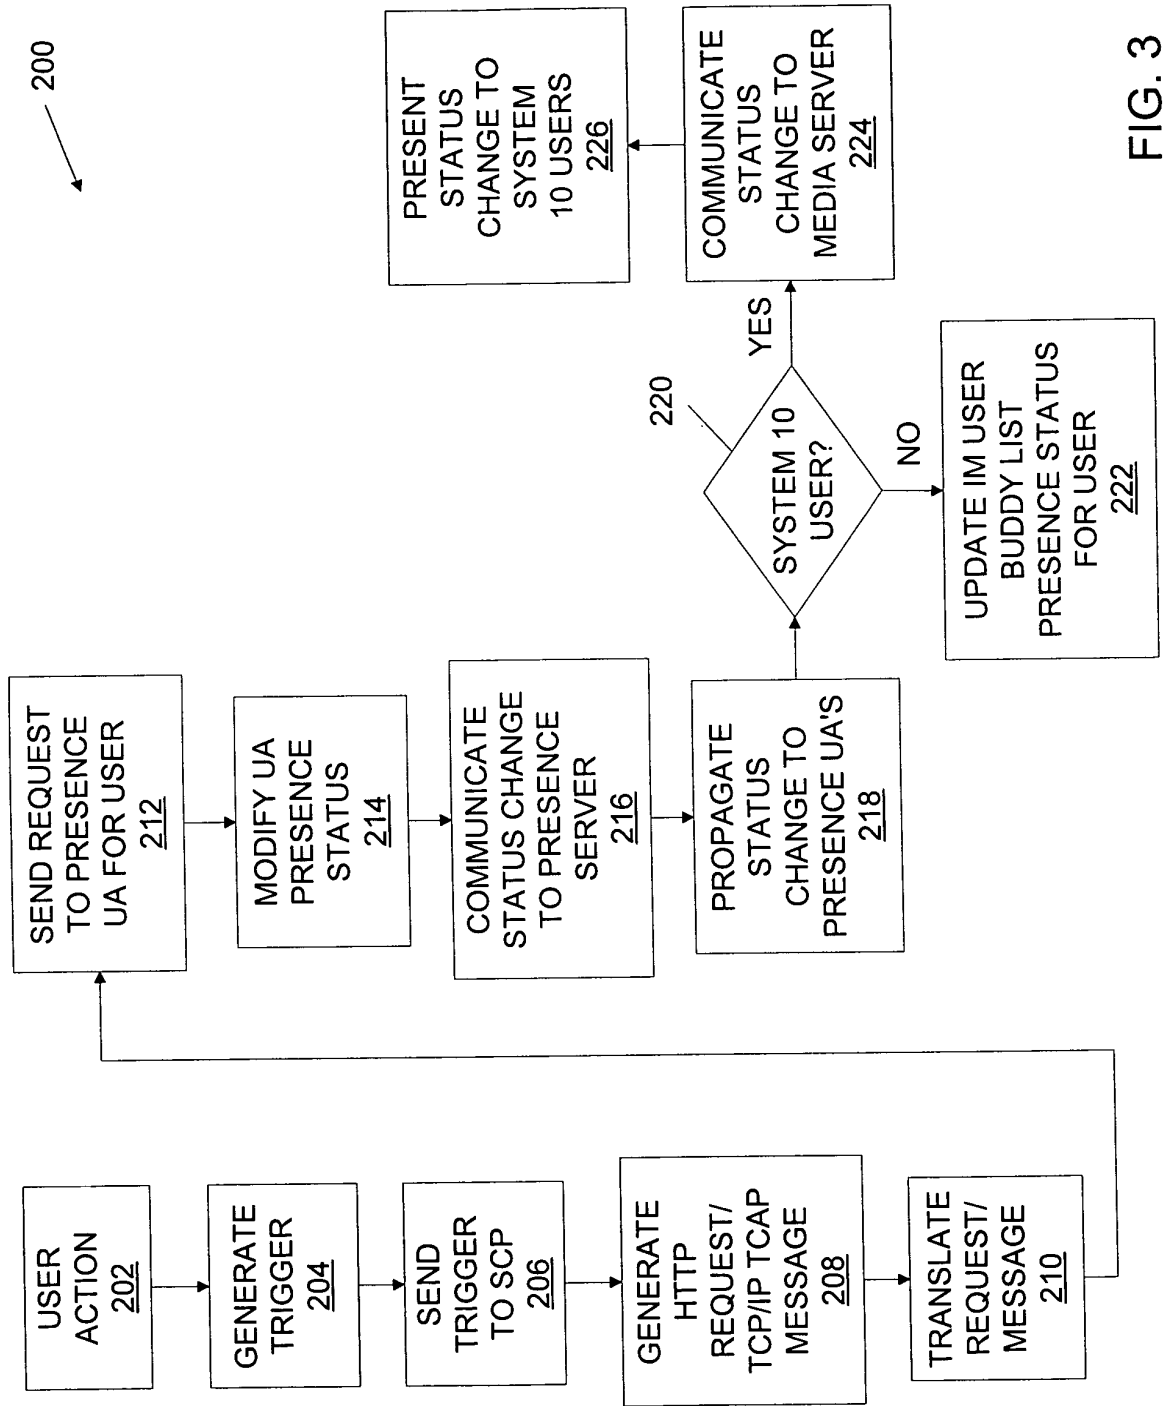 200
USER
ACTION
202
GENERATE
TRIGGER
204
SEND
TRIGGER
TO SCP
206
GENERATE
HTTP
REQUEST/
TCP/IP TCAP
MESSAGE
208
TRANSLATE
REQUEST/
MESSAGE
210
SEND REQUEST
TO PRESENCE
UA FOR USER
212
MODIFY UA
PRESENCE
STATUS
214
COMMUNICATE
STATUS CHANGE
TO PRESENCE
SERVER
216
PROPAGATE
STATUS
CHANGE TO
PRESENCE UA'S
218
SYSTEM 10
USER?
220
NO
UPDATE IM USER
BUDDY LIST
PRESENCE STATUS
FOR USER
222
YES
COMMUNICATE
STATUS
CHANGE TO
MEDIA SERVER
224
PRESENT
STATUS
CHANGE TO
SYSTEM
10 USERS
226
FIG. 3